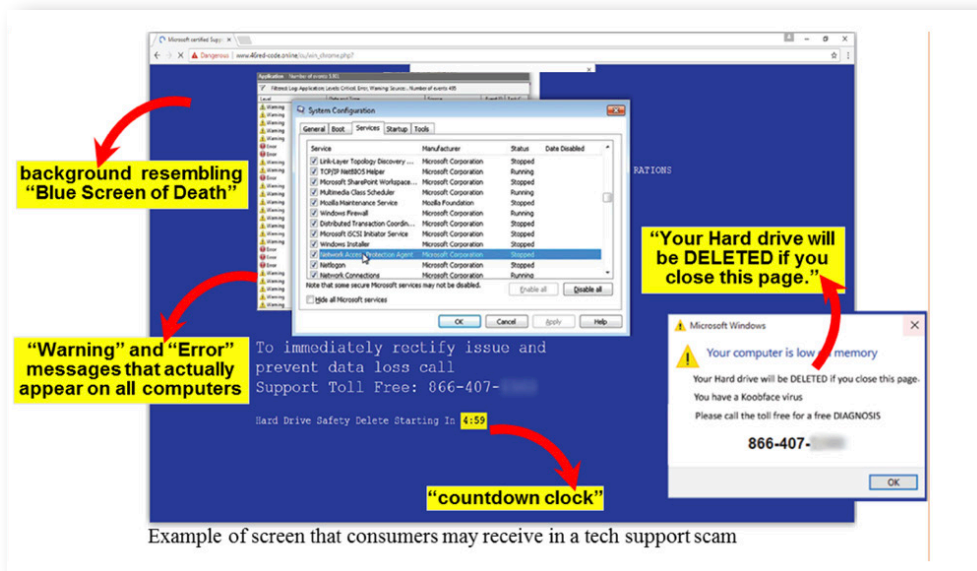 Microsoft certified Supp
Dangerous | www.46red-code.online
Application Number of events: 
Level
Warning
Error
System Configuration
General Boot Services Startup Tools
Service Manufacturer Status Date Disabled
Link-Layer Topology Discovery ... Microsoft Corporation Stopped
TCP/IP NetBIOS Helper Microsoft Corporation Running
Microsoft SharePoint Workspace... Microsoft Corporation Stopped
Multimedia Class Scheduler Microsoft Corporation Running
Mozilla Maintenance Service Mozilla Foundation Stopped
Windows Firewall Microsoft Corporation Running
Distributed Transaction Coordin... Microsoft Corporation Stopped
Microsoft iSCSI Initiator Service Microsoft Corporation Stopped
Windows Installer Microsoft Corporation Stopped
Network Access Protection Agent Microsoft Corporation Stopped
Netlogon Microsoft Corporation Stopped
Network Connections Microsoft Corporation Running
Note that some secure Microsoft services may not be disabled.
Enable all Disable all
Hide all Microsoft services
OK Cancel Apply Help
RATIONS
background resembling
“Blue Screen of Death”
“Warning” and “Error”
messages that actually
appear on all computers
“Your Hard drive will
be DELETED if you
close this page.”
To immediately rectify issue and
prevent data loss call
Support Toll Free: 866-407-
Hard Drive Safety Delete Starting In 4:59
“countdown clock”
Microsoft Windows
Your computer is low on memory
Your Hard drive will be DELETED if you close this page.
You have a Koobface virus
Please call the toll free for a free DIAGNOSIS
866-407-
OK
Example of screen that consumers may receive in a tech support scam